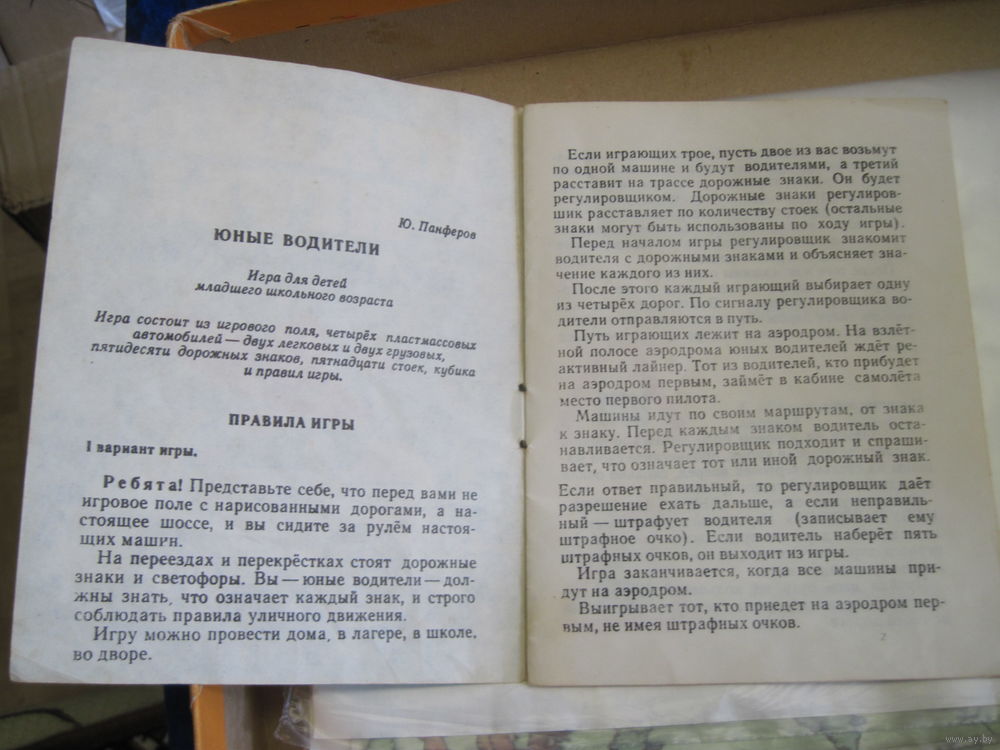 Ю. Панферов
ЮНЫЕ ВОДИТЕЛИ
Игра для детей
младшего школьного возраста
Игра состоит из игрового поля, четырёх пластмассовых
автомобилей — двух легковых и двух грузовых,
пятидесяти дорожных знаков, пятнадцати стоек, кубика
и правил игры.
ПРАВИЛА ИГРЫ
I вариант игры.
Ребята! Представьте себе, что перед вами не
игровое поле с нарисованными дорогами, а на-
стоящее шоссе, и вы сидите за рулём настоя-
щих машин.
На переездах и перекрёстках стоят дорожные
знаки и светофоры. Вы — юные водители — дол-
жны знать, что означает каждый знак, и строго
соблюдать правила уличного движения.
Игру можно провести дома, в лагере, в школе,
во дворе.
Если играющих трое, пусть двое из вас возьмут
по одной машине и будут водителями, а третий
расставит на трассе дорожные знаки. Он будет
регулировщиком. Дорожные знаки регулиров-
шик расставляет по количеству стоек (остальные
знаки могут быть использованы по ходу игры).
Перед началом игры регулировщик знакомит
водителя с дорожными знаками и объясняет зна-
чение каждого из них.
После этого каждый играющий выбирает одну
из четырёх дорог. По сигналу регулировщика во-
дители отправляются в путь.
Путь играющих лежит на аэродром. На взлёт-
ной полосе аэродрома юных водителей ждёт ре-
активный лайнер. Тот из водителей, кто прибудет
на аэродром первым, займёт в кабине самолёта
место первого пилота.
Машины идут по своим маршрутам, от знака
к знаку. Перед каждым знаком водитель оста-
навливается. Регулировщик подходит и спраши-
вает, что означает тот или иной дорожный знак.
Если ответ правильный, то регулировщик даёт
разрешение ехать дальше, а если неправиль-
ный — штрафует водителя (записывает ему
штрафное очко). Если водитель наберёт пять
штрафных очков, он выходит из игры.
Игра заканчивается, когда все машины при-
дут на аэродром.
Выигрывает тот, кто приедет на аэродром пер-
вым, не имея штрафных очков.
2
www.ay.by